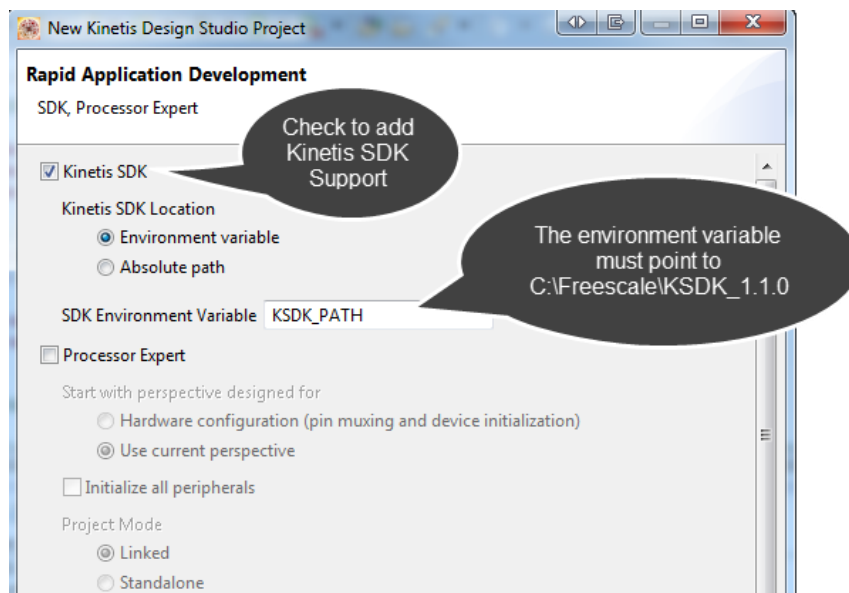 New Kinetis Design Studio Project
Rapid Application Development
SDK, Processor Expert
Check to add
Kinetis SDK
Support
Kinetis SDK
Kinetis SDK Location
Environment variable
Absolute path
The environment variable
must point to
C:\Freescale\KSDK_1.1.0
SDK Environment Variable KSDK_PATH
Processor Expert
Start with perspective designed for
Hardware configuration (pin muxing and device initialization)
Use current perspective
Initialize all peripherals
Project Mode
Linked
Standalone